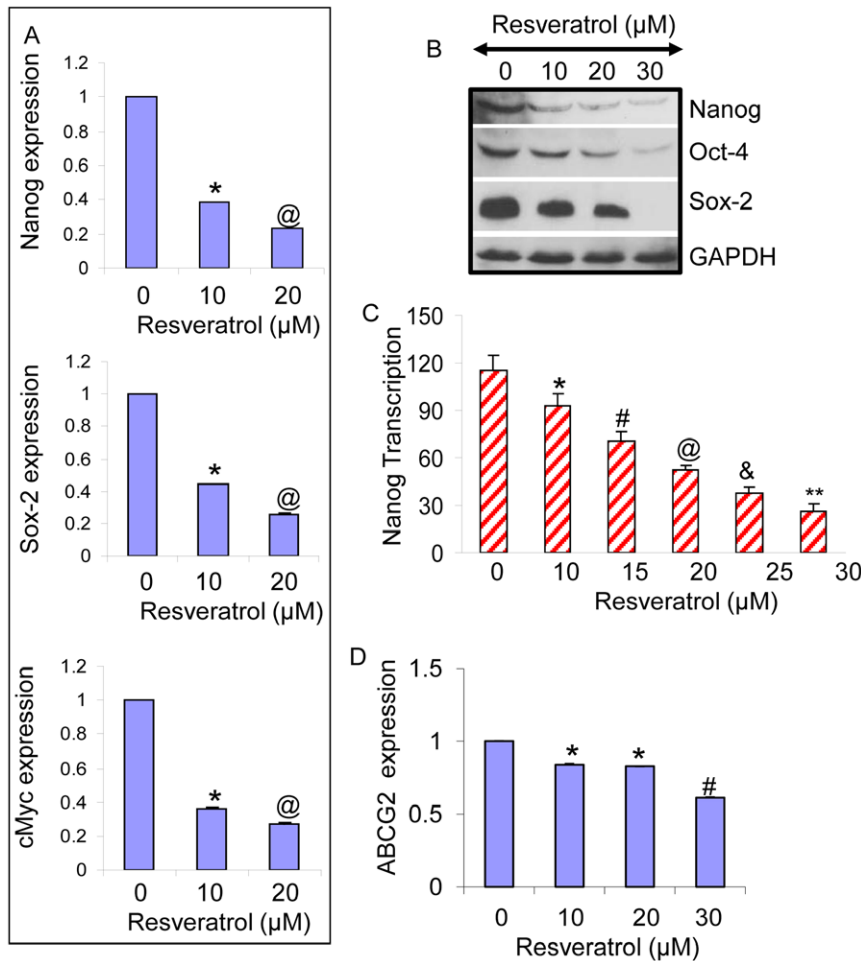 A
1.2
1
0.8
0.6
0.4
0.2
0
Nanog expression
*
@
0 10 20
Resveratrol (µM)
1.2
1
0.8
0.6
0.4
0.2
0
Sox-2 expression
*
@
0 10 20
Resveratrol (µM)
1.2
1
0.8
0.6
0.4
0.2
0
cMyc expression
*
@
0 10 20
Resveratrol (µM)
B
Resveratrol (µM)
0 10 20 30
Nanog
Oct-4
Sox-2
GAPDH
C
150
120
90
60
30
0
Nanog Transcription
*
#
@
&
**
0 10 15 20 25 30
Resveratrol (µM)
D
1.5
1
0.5
0
ABCG2 expression
* *
#
0 10 20 30
Resveratrol (µM)